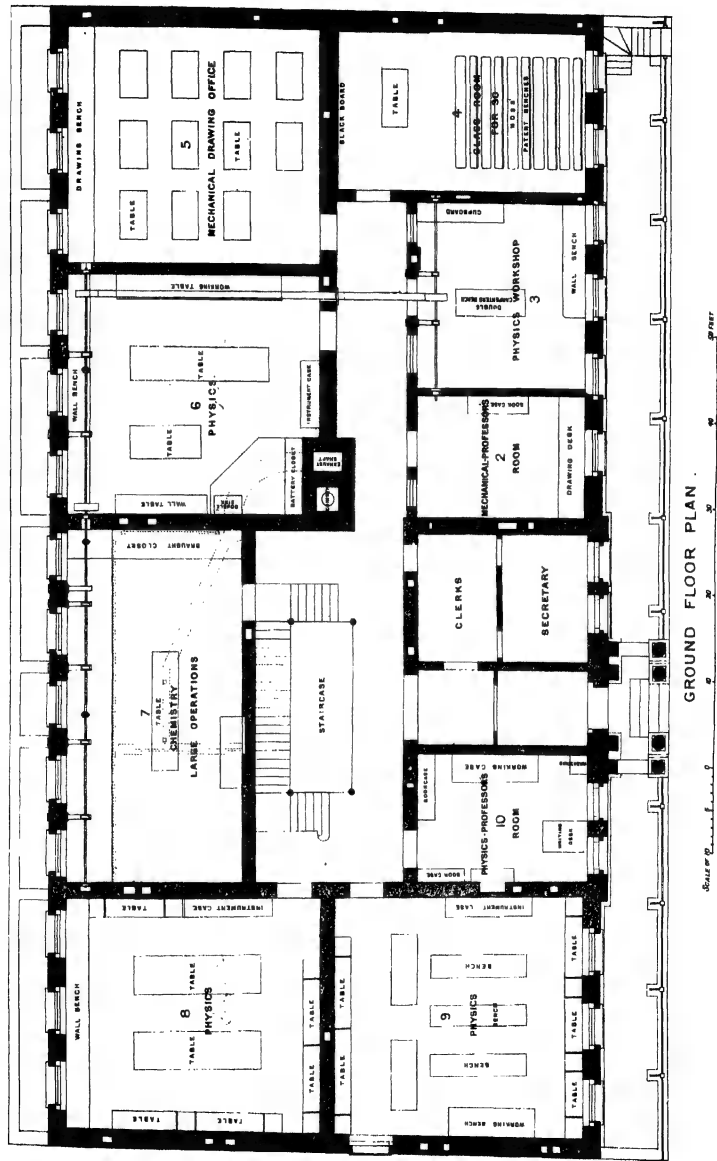 DRAWING BENCH
TABLE
5
MECHANICAL DRAWING OFFICE
TABLE
BLACK BOARD
TABLE
4
CLASS ROOM
FOR 30
PATENT BENCHES
WALL BENCH
WORKING TABLE
TABLE
6
PHYSICS
TABLE
INSTRUMENT CASE
WALL TABLE
BATTERY CLOSET
EXHAUST
SHAFT
CUPBOARD
DOUBLE
CARPENTERS BENCH
PHYSICS WORKSHOP
3
WALL BENCH
BOOK CASE
2
MECHANICAL-PROFESSORS
ROOM
DRAWING DESK
DRAUGHT CLOSET
7
TABLE
CHEMISTRY
LARGE OPERATIONS
STAIRCASE
CLERKS
SECRETARY
BOOKCASE
WORKING CASE
PHYSICS-PROFESSORS
10
ROOM
BOOK CASE
WRITING
DESK
WALL BENCH
TABLE
INSTRUMENT CASE
TABLE
8
PHYSICS
TABLE
TABLE
TABLE
TABLE
TABLE
TABLE
TABLE
INSTRUMENT CASE
BENCH
9
PHYSICS
BENCH
BENCH
WORKING BENCH
TABLE
TABLE
TABLE
GROUND FLOOR PLAN.
SCALE OF 10 5 0 10 20 30 40 50 FEET